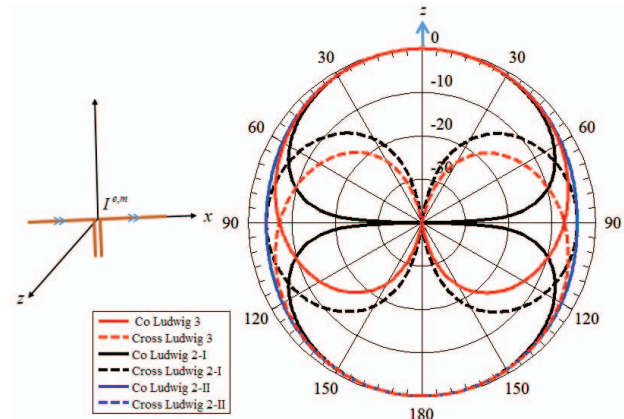 z
0
30
30
-10
60
60
-20
-30
I e,m
x
90
90
z
120
120
150
150
180
Co Ludwig 3
Cross Ludwig 3
Co Ludwig 2-I
Cross Ludwig 2-I
Co Ludwig 2-II
Cross Ludwig 2-II